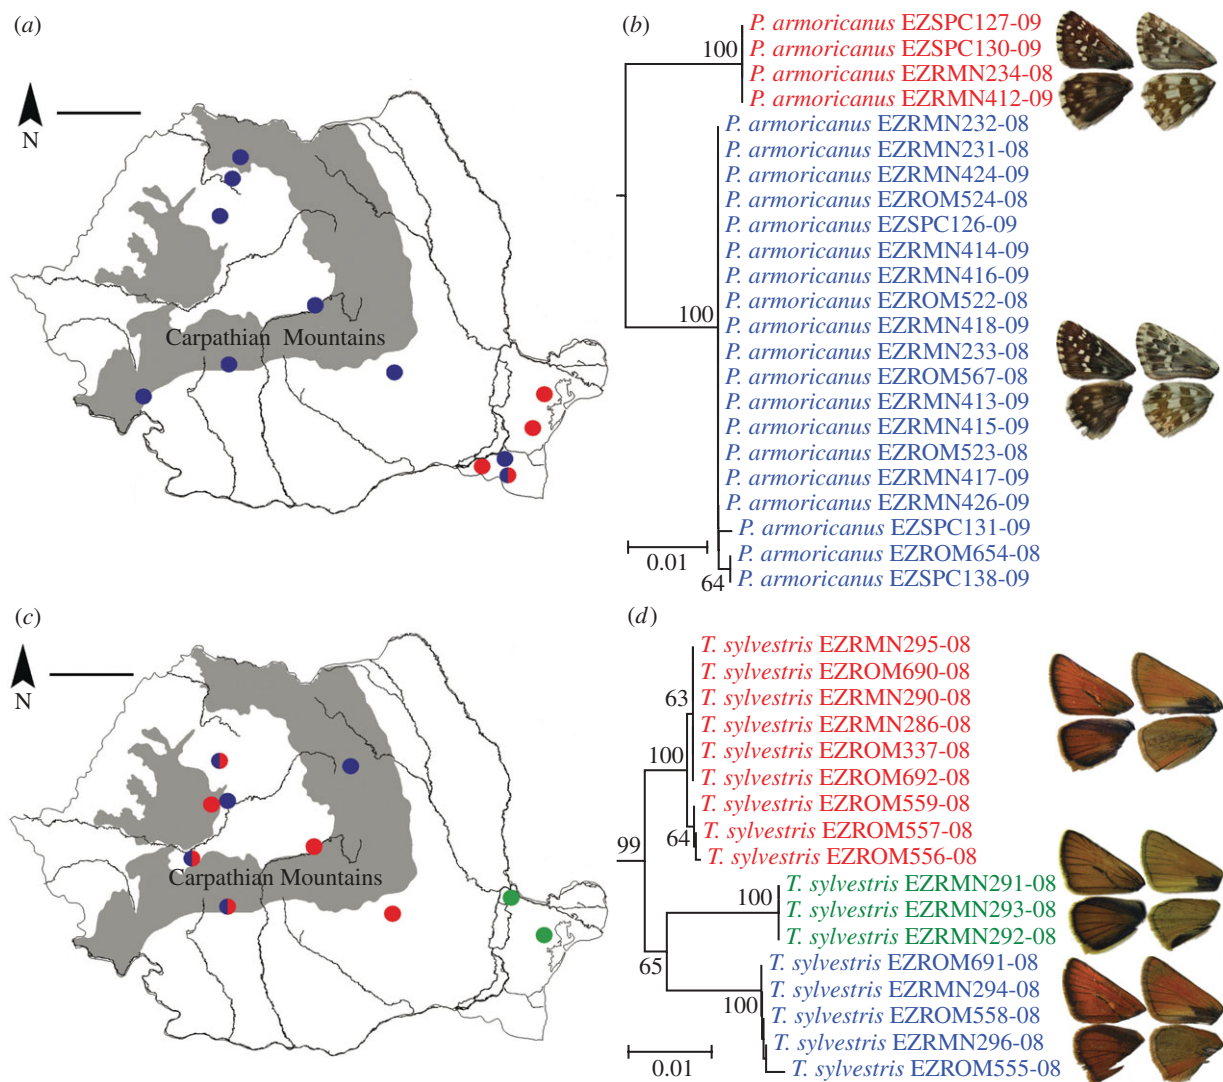 (a)
N
Carpathian Mountains
(b)
100
P. armoricanus EZSPC127-09
P. armoricanus EZSPC130-09
P. armoricanus EZRMN234-08
P. armoricanus EZRMN412-09
P. armoricanus EZRMN232-08
P. armoricanus EZRMN231-08
P. armoricanus EZRMN424-09
P. armoricanus EZROM524-08
P. armoricanus EZSPC126-09
P. armoricanus EZRMN414-09
P. armoricanus EZRMN416-09
P. armoricanus EZROM522-08
100
P. armoricanus EZRMN418-09
P. armoricanus EZRMN233-08
P. armoricanus EZROM567-08
P. armoricanus EZRMN413-09
P. armoricanus EZRMN415-09
P. armoricanus EZROM523-08
P. armoricanus EZRMN417-09
P. armoricanus EZRMN426-09
P. armoricanus EZSPC131-09
P. armoricanus EZROM654-08
P. armoricanus EZSPC138-09
0.01
64
(c)
N
Carpathian Mountains
(d)
T. sylvestris EZRMN295-08
T. sylvestris EZROM690-08
63
T. sylvestris EZRMN290-08
T. sylvestris EZRMN286-08
100
T. sylvestris EZROM337-08
T. sylvestris EZROM692-08
T. sylvestris EZROM559-08
64
T. sylvestris EZROM557-08
T. sylvestris EZROM556-08
99
T. sylvestris EZRMN291-08
100
T. sylvestris EZRMN293-08
T. sylvestris EZRMN292-08
65
T. sylvestris EZROM691-08
T. sylvestris EZRMN294-08
100
T. sylvestris EZROM558-08
T. sylvestris EZRMN296-08
T. sylvestris EZROM555-08
0.01